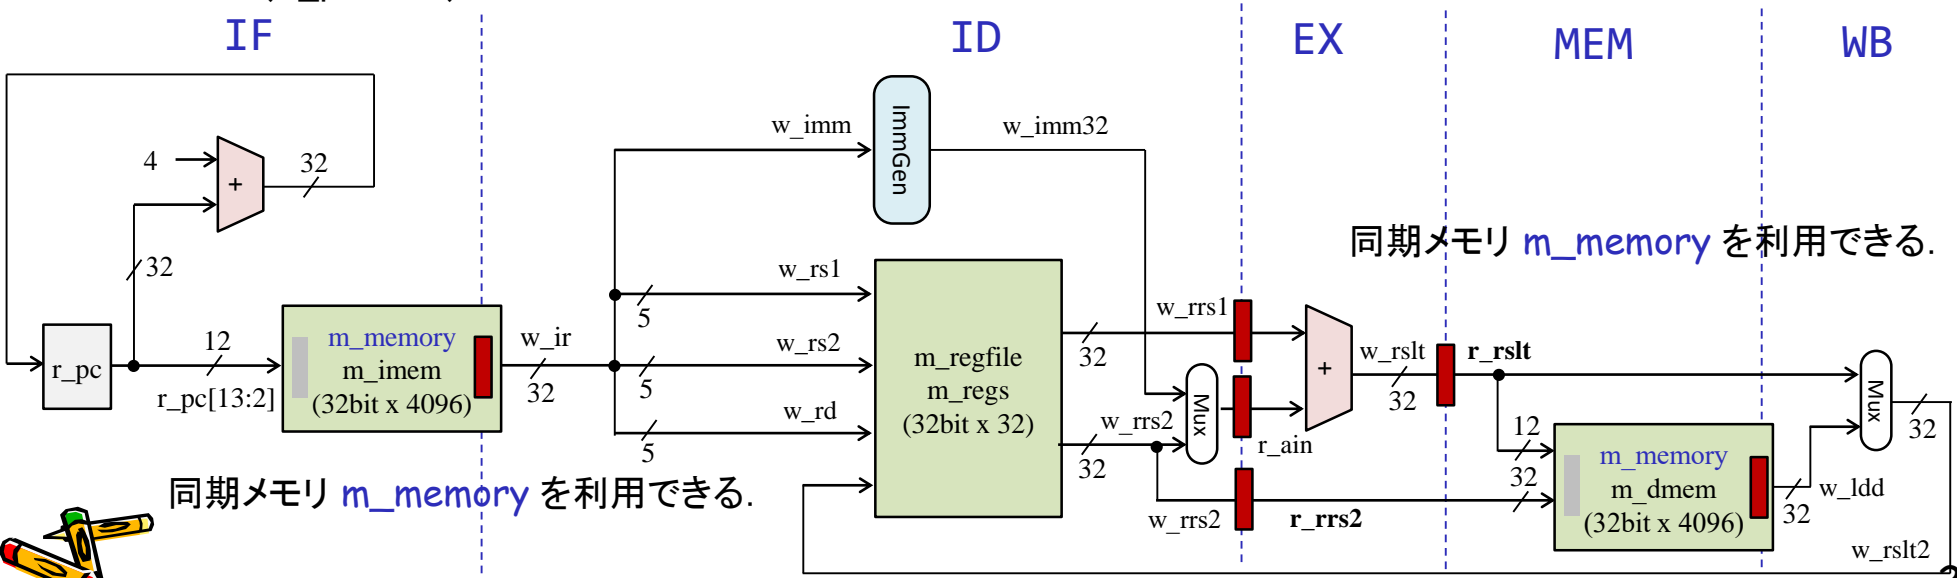 IF
ID
EX
MEM
WB
4
+
32
32
r_pc
12
r_pc[13:2]
m_memory
m_imem
(32bit x 4096)
w_ir
32
w_imm
ImmGen
w_imm32
w_rs1
5
w_rs2
5
w_rd
5
m_regfile
m_regs
(32bit x 32)
w_rrs1
32
w_rrs2
32
Mux
r_ain
w_rrs2
r_rrs2
+
w_rslt
32
r_rslt
12
32
m_memory
m_dmem
(32bit x 4096)
w_ldd
32
Mux
32
w_rslt2
同期メモリ m_memory を利用できる.
同期メモリ m_memory を利用できる.